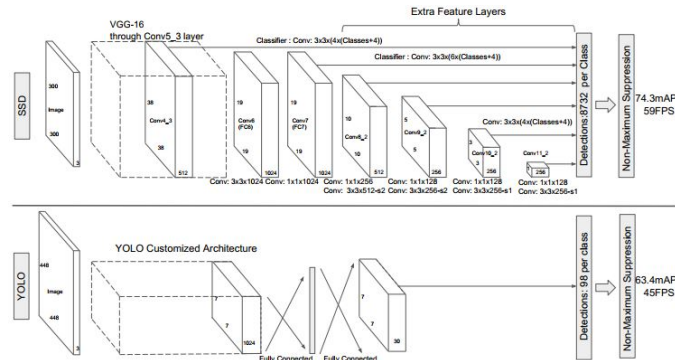 Extra Feature Layers
VGG-16
through Conv5_3 layer
Classifier : Conv: 3x3x(4x(Classes+4))
Classifier : Conv: 3x3x(6x(Classes+4))
SSD
300
Image
300
3
38
Conv4_3
38
512
19
Conv6
(FC6)
19
1024
19
Conv7
(FC7)
19
1024
10
Conv8_2
10
512
5
Conv9_2
5
256
Conv: 3x3x(4x(Classes+4))
3
Conv10_2
3
256
Conv11_2
1
256
Conv: 3x3x1024
Conv: 1x1x1024
Conv: 1x1x256
Conv: 3x3x512-s2
Conv: 1x1x128
Conv: 3x3x256-s2
Conv: 1x1x128
Conv: 3x3x256-s1
Conv: 1x1x128
Conv: 3x3x256-s1
Detections:8732 per Class
Non-Maximum Suppression
74.3mAP
59FPS
YOLO
448
Image
448
3
YOLO Customized Architecture
7
7
1024
Fully Connected
7
7
30
Fully Connected
Detections: 98 per class
Non-Maximum Suppression
63.4mAP
45FPS